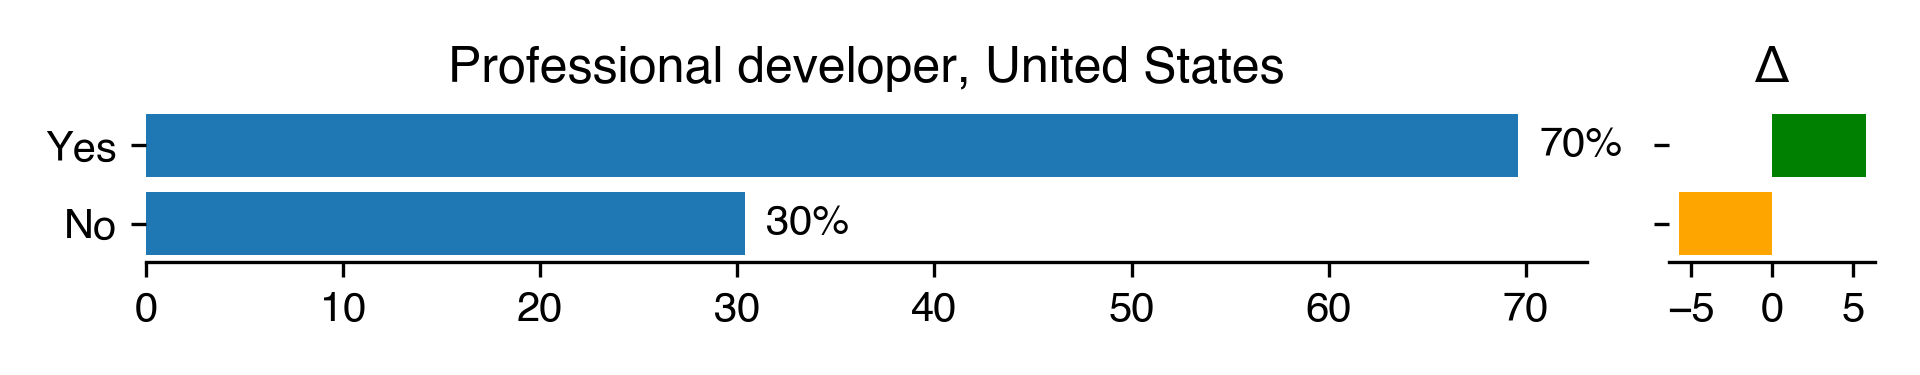 Professional developer, United States
Δ
Yes
70%
No
30%
0 10 20 30 40 50 60 70
−5 0 5